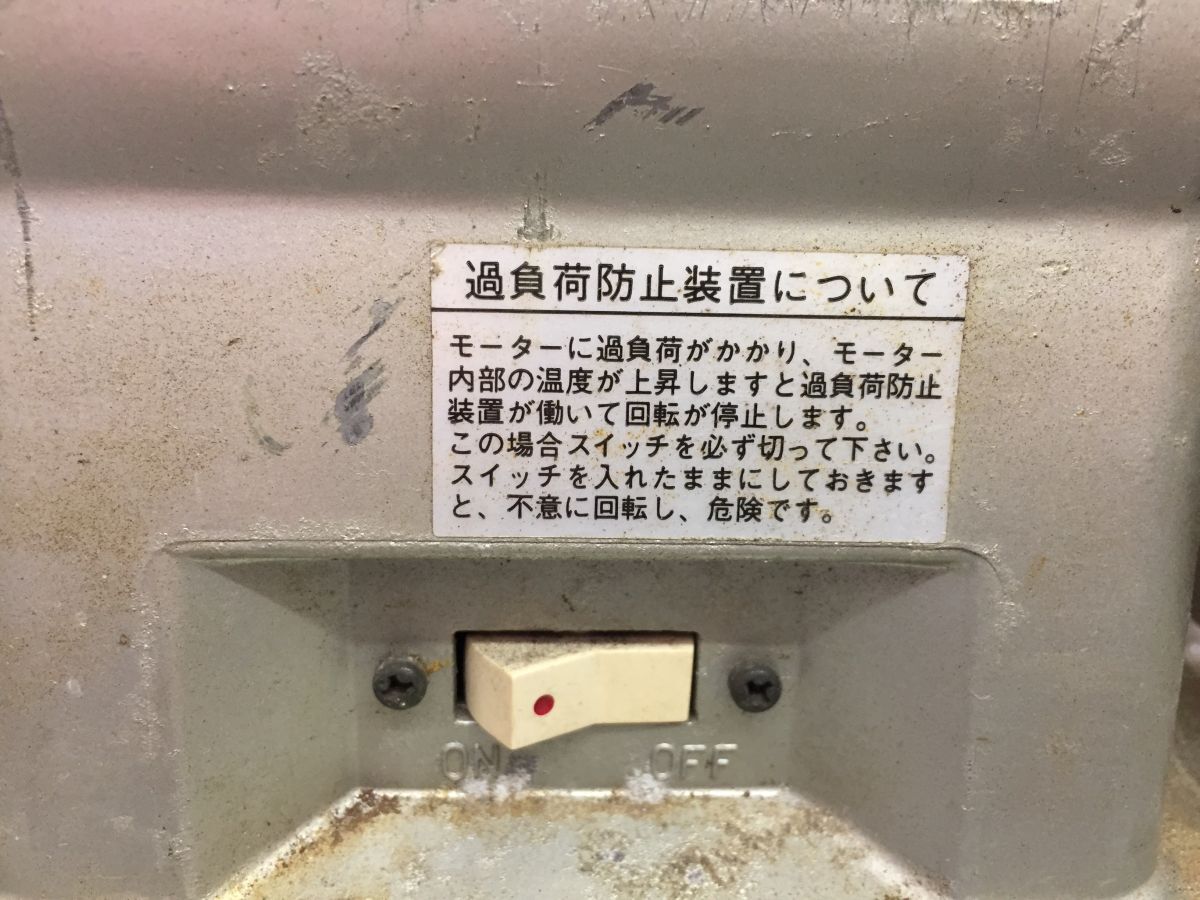 過負荷防止装置について
モーターに過負荷がかかり、モーター
内部の温度が上昇しますと過負荷防止
装置が働いて回転が停止します。
この場合スイッチを必ず切って下さい。
スイッチを入れたままにしておきます
と、不意に回転し、危険です。
ON OFF